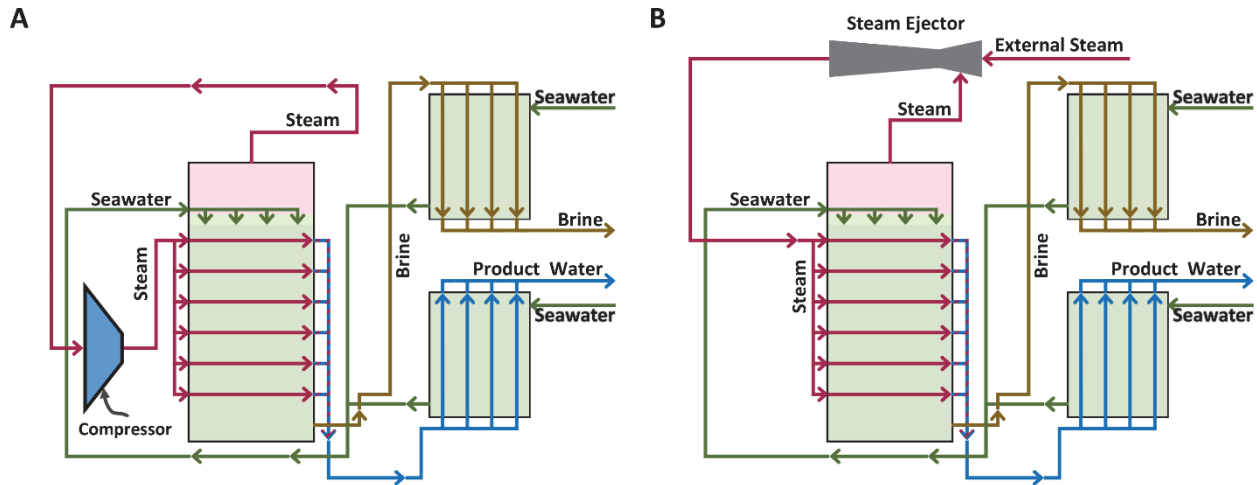 A
Steam
Seawater
Seawater
Steam
Brine
Brine
Product Water
Seawater
Compressor
B
Steam Ejector
External Steam
Steam
Seawater
Seawater
Steam
Brine
Brine
Product Water
Seawater